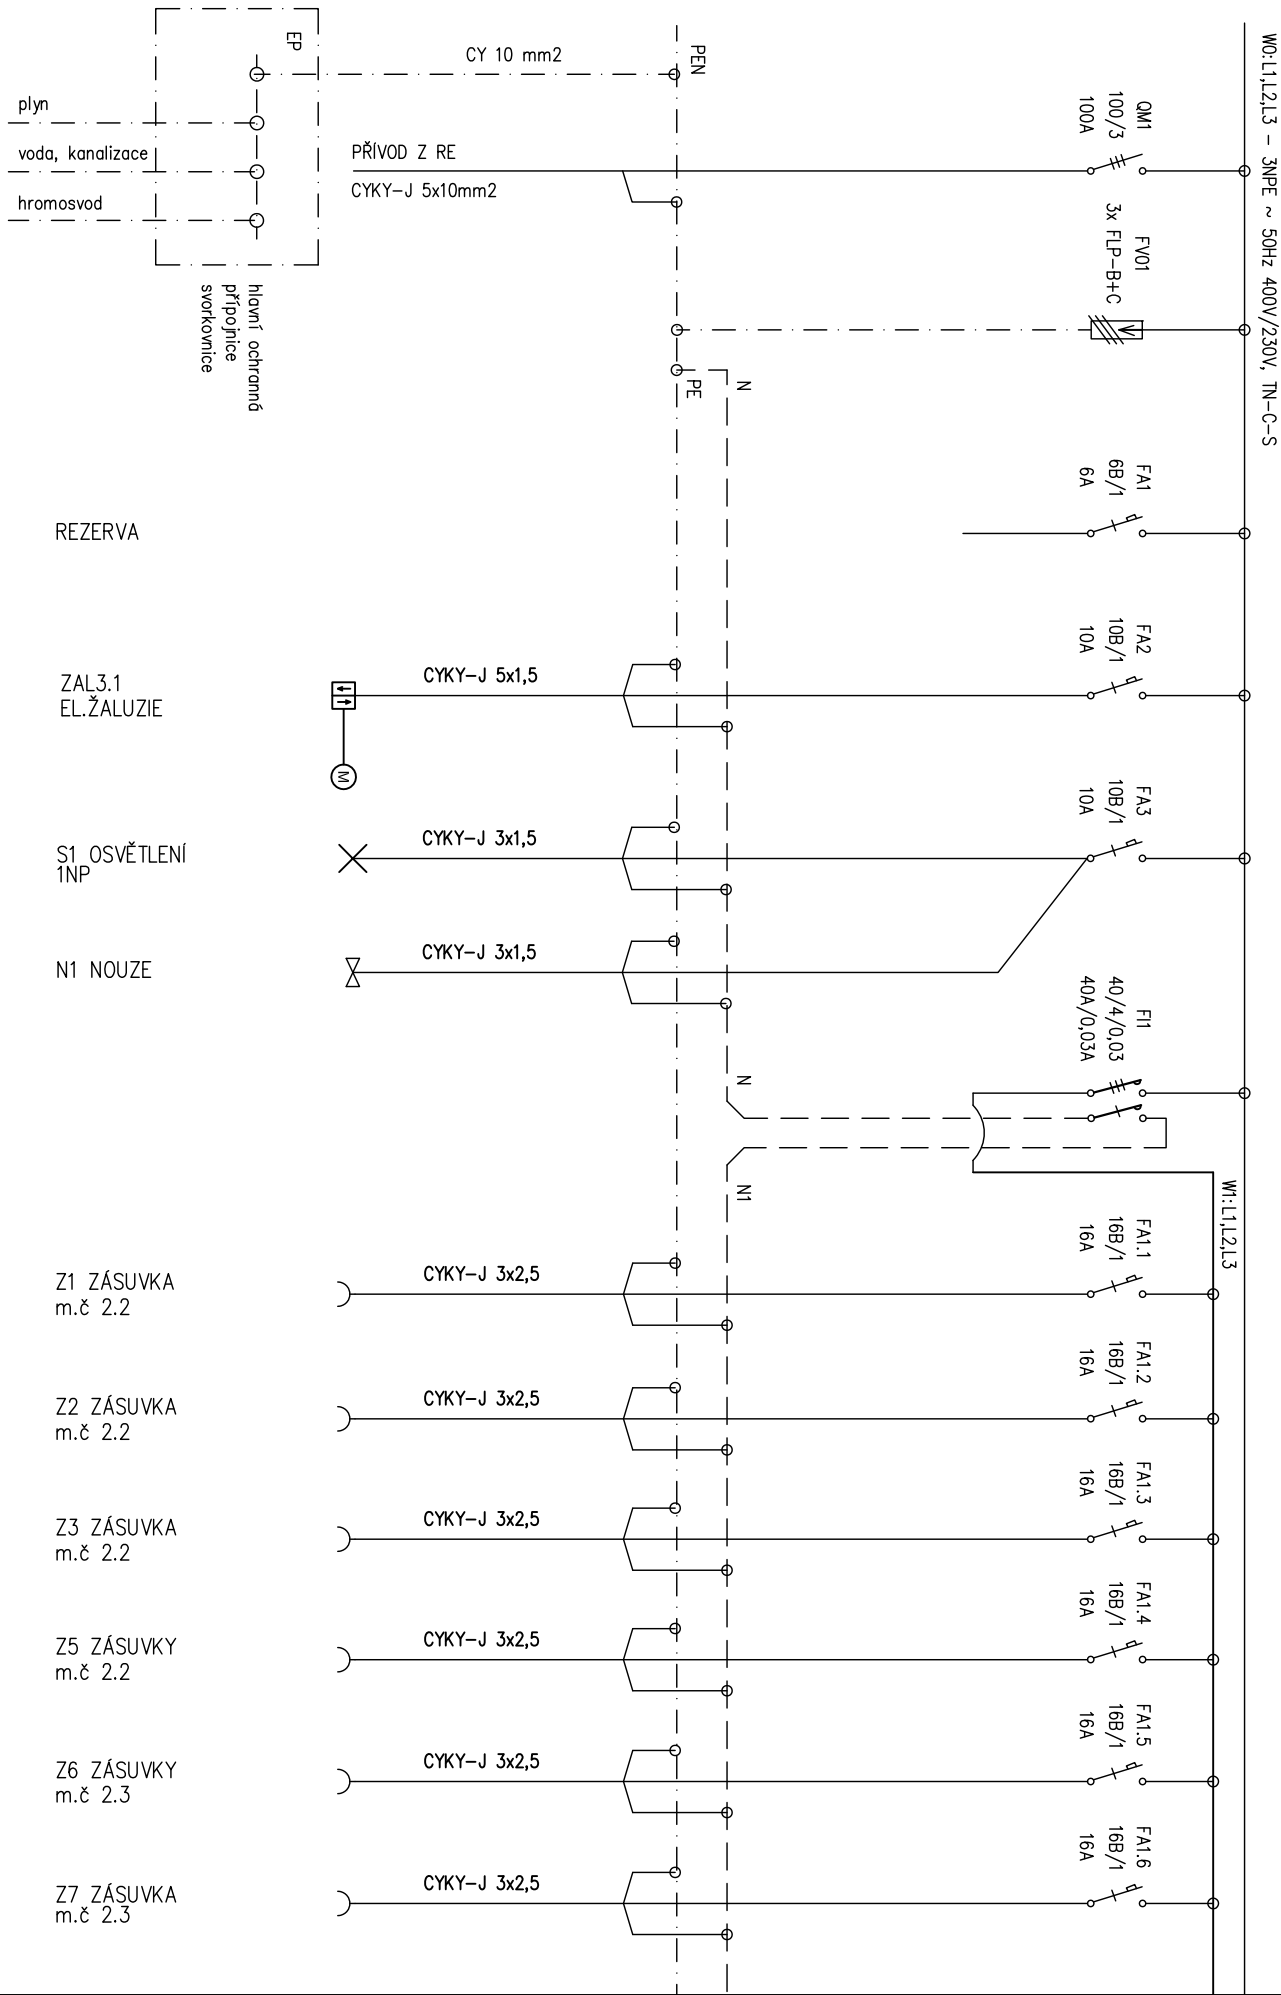 W0:L1,L2,L3 - 3NPE ~ 50Hz 400V/230V, TN-C-S
EP
CY 10 mm2
PEN
plyn
voda, kanalizace
hromosvod
hlavní ochranná
přípojnice
svorkovnice
PŘÍVOD Z RE
CYKY-J 5x10mm2
QM1
100/3
100A
FV01
3x FLP-B+C
PE
N
REZERVA
FA1
6B/1
6A
ZAL3.1
EL.ŽALUZIE
M
CYKY-J 5x1,5
FA2
10B/1
10A
S1 OSVĚTLENÍ
1NP
CYKY-J 3x1,5
FA3
10B/1
10A
N1 NOUZE
CYKY-J 3x1,5
FI1
40/4/0,03
40A/0,03A
N
N1
W1:L1,L2,L3
Z1 ZÁSUVKA
m.č 2.2
CYKY-J 3x2,5
FA1.1
16B/1
16A
Z2 ZÁSUVKA
m.č 2.2
CYKY-J 3x2,5
FA1.2
16B/1
16A
Z3 ZÁSUVKA
m.č 2.2
CYKY-J 3x2,5
FA1.3
16B/1
16A
Z5 ZÁSUVKY
m.č 2.2
CYKY-J 3x2,5
FA1.4
16B/1
16A
Z6 ZÁSUVKY
m.č 2.3
CYKY-J 3x2,5
FA1.5
16B/1
16A
Z7 ZÁSUVKA
m.č 2.3
CYKY-J 3x2,5
FA1.6
16B/1
16A